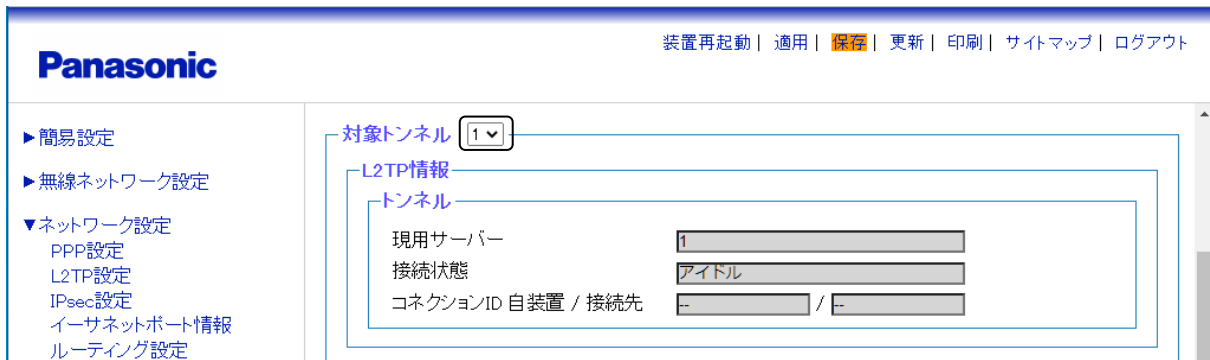 装置再起動| 適用| 保存| 更新| 印刷| サイトマップ| ログアウト
Panasonic
▶簡易設定
▶無線ネットワーク設定
▼ネットワーク設定
PPP設定
L2TP設定
IPsec設定
イーサネットポート情報
ルーティング設定
対象トンネル 1
L2TP情報
トンネル
現用サーバー 1
接続状態 アイドル
コネクションID 自装置 / 接続先 -- / --